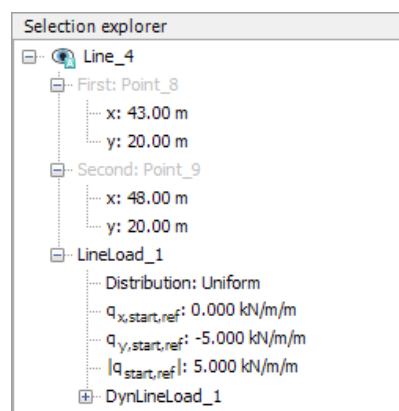 Selection explorer
Line_4
First: Point_8
x: 43.00 m
y: 20.00 m
Second: Point_9
x: 48.00 m
y: 20.00 m
LineLoad_1
Distribution: Uniform
qx,start,ref: 0.000 kN/m/m
qy,start,ref: -5.000 kN/m/m
|qstart,ref|: 5.000 kN/m/m
DynLineLoad_1